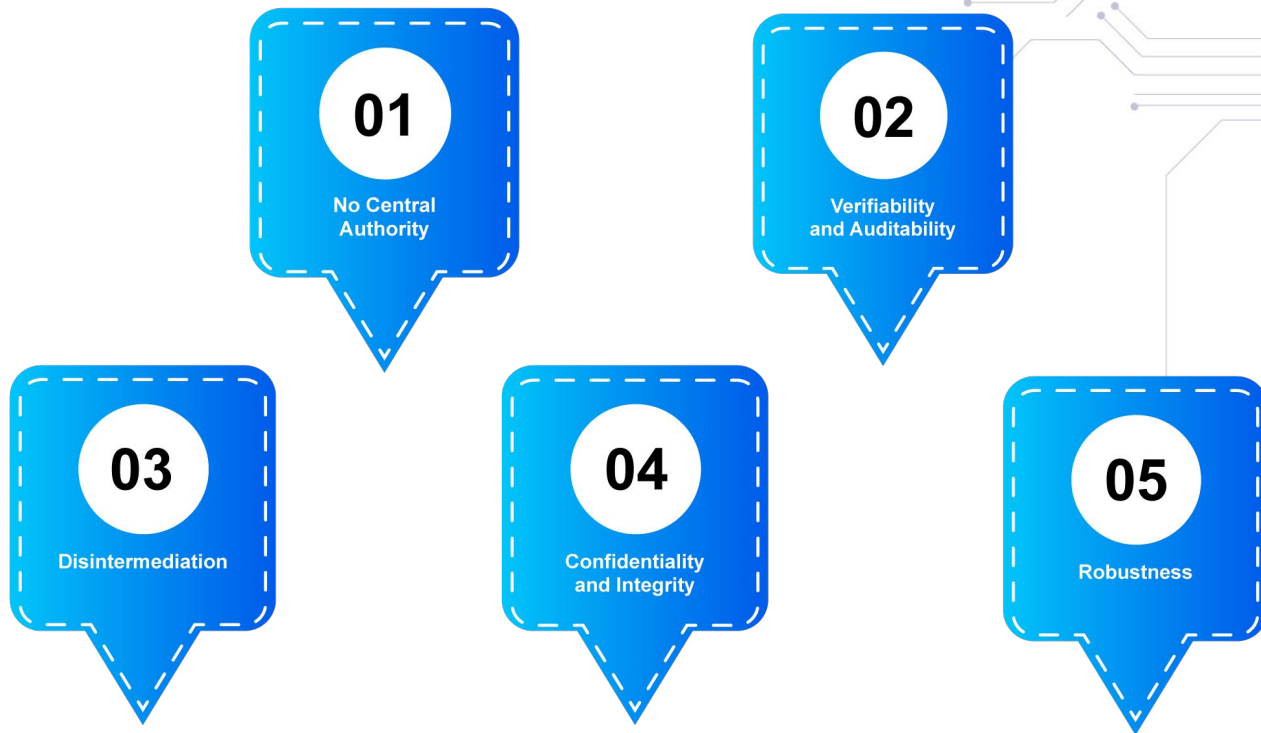 01
No Central
Authority
02
Verifiability
and Auditability
03
Disintermediation
04
Confidentiality
and Integrity
05
Robustness